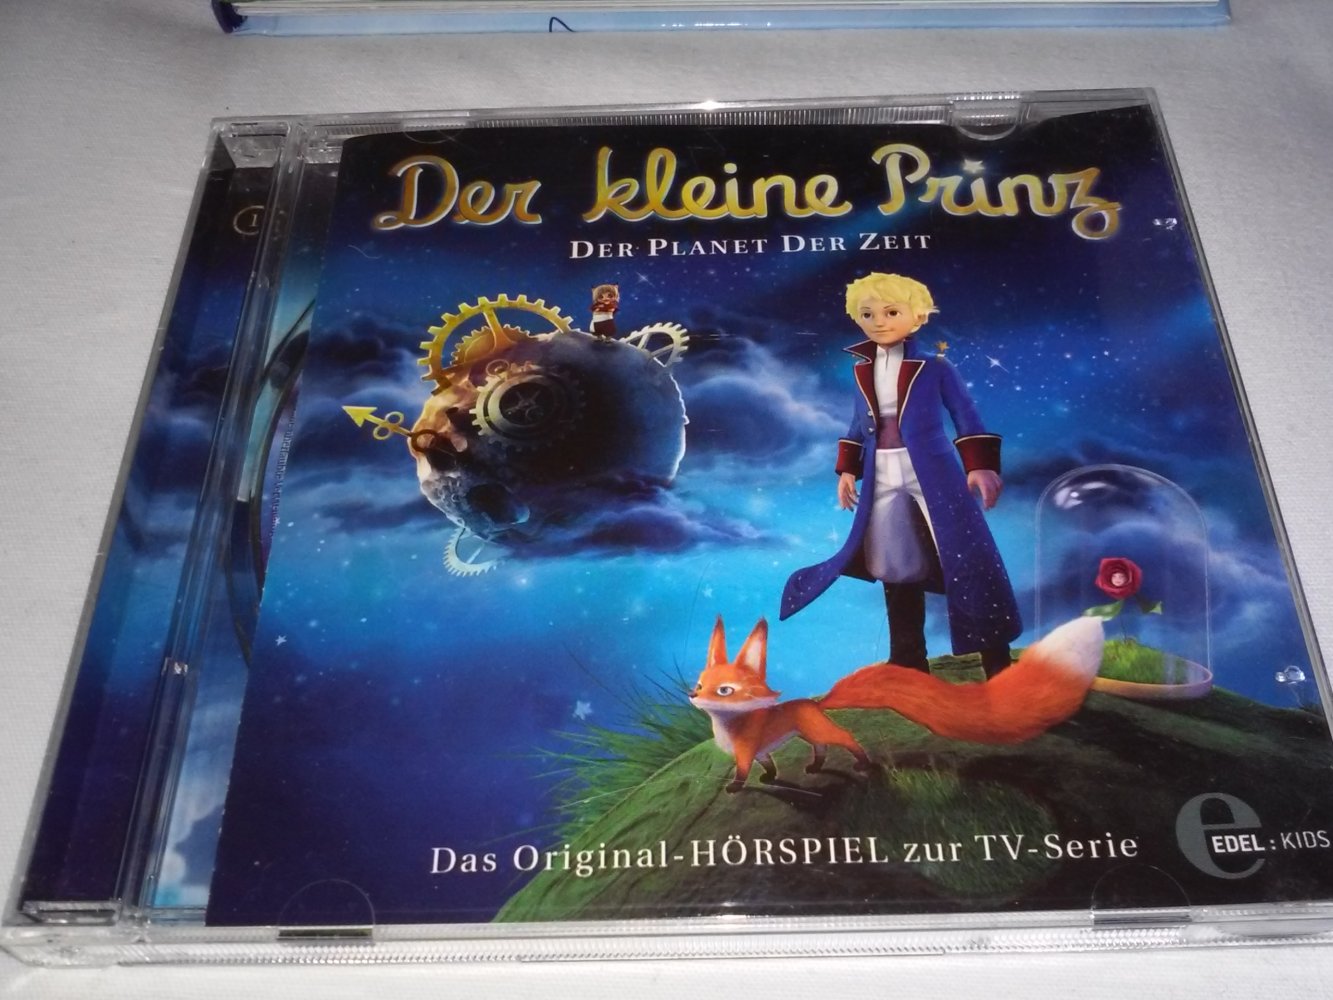 Der kleine Prinz
DER PLANET DER ZEIT
Das Original-HÖRSPIEL zur TV-Serie
e
EDEL:KIDS